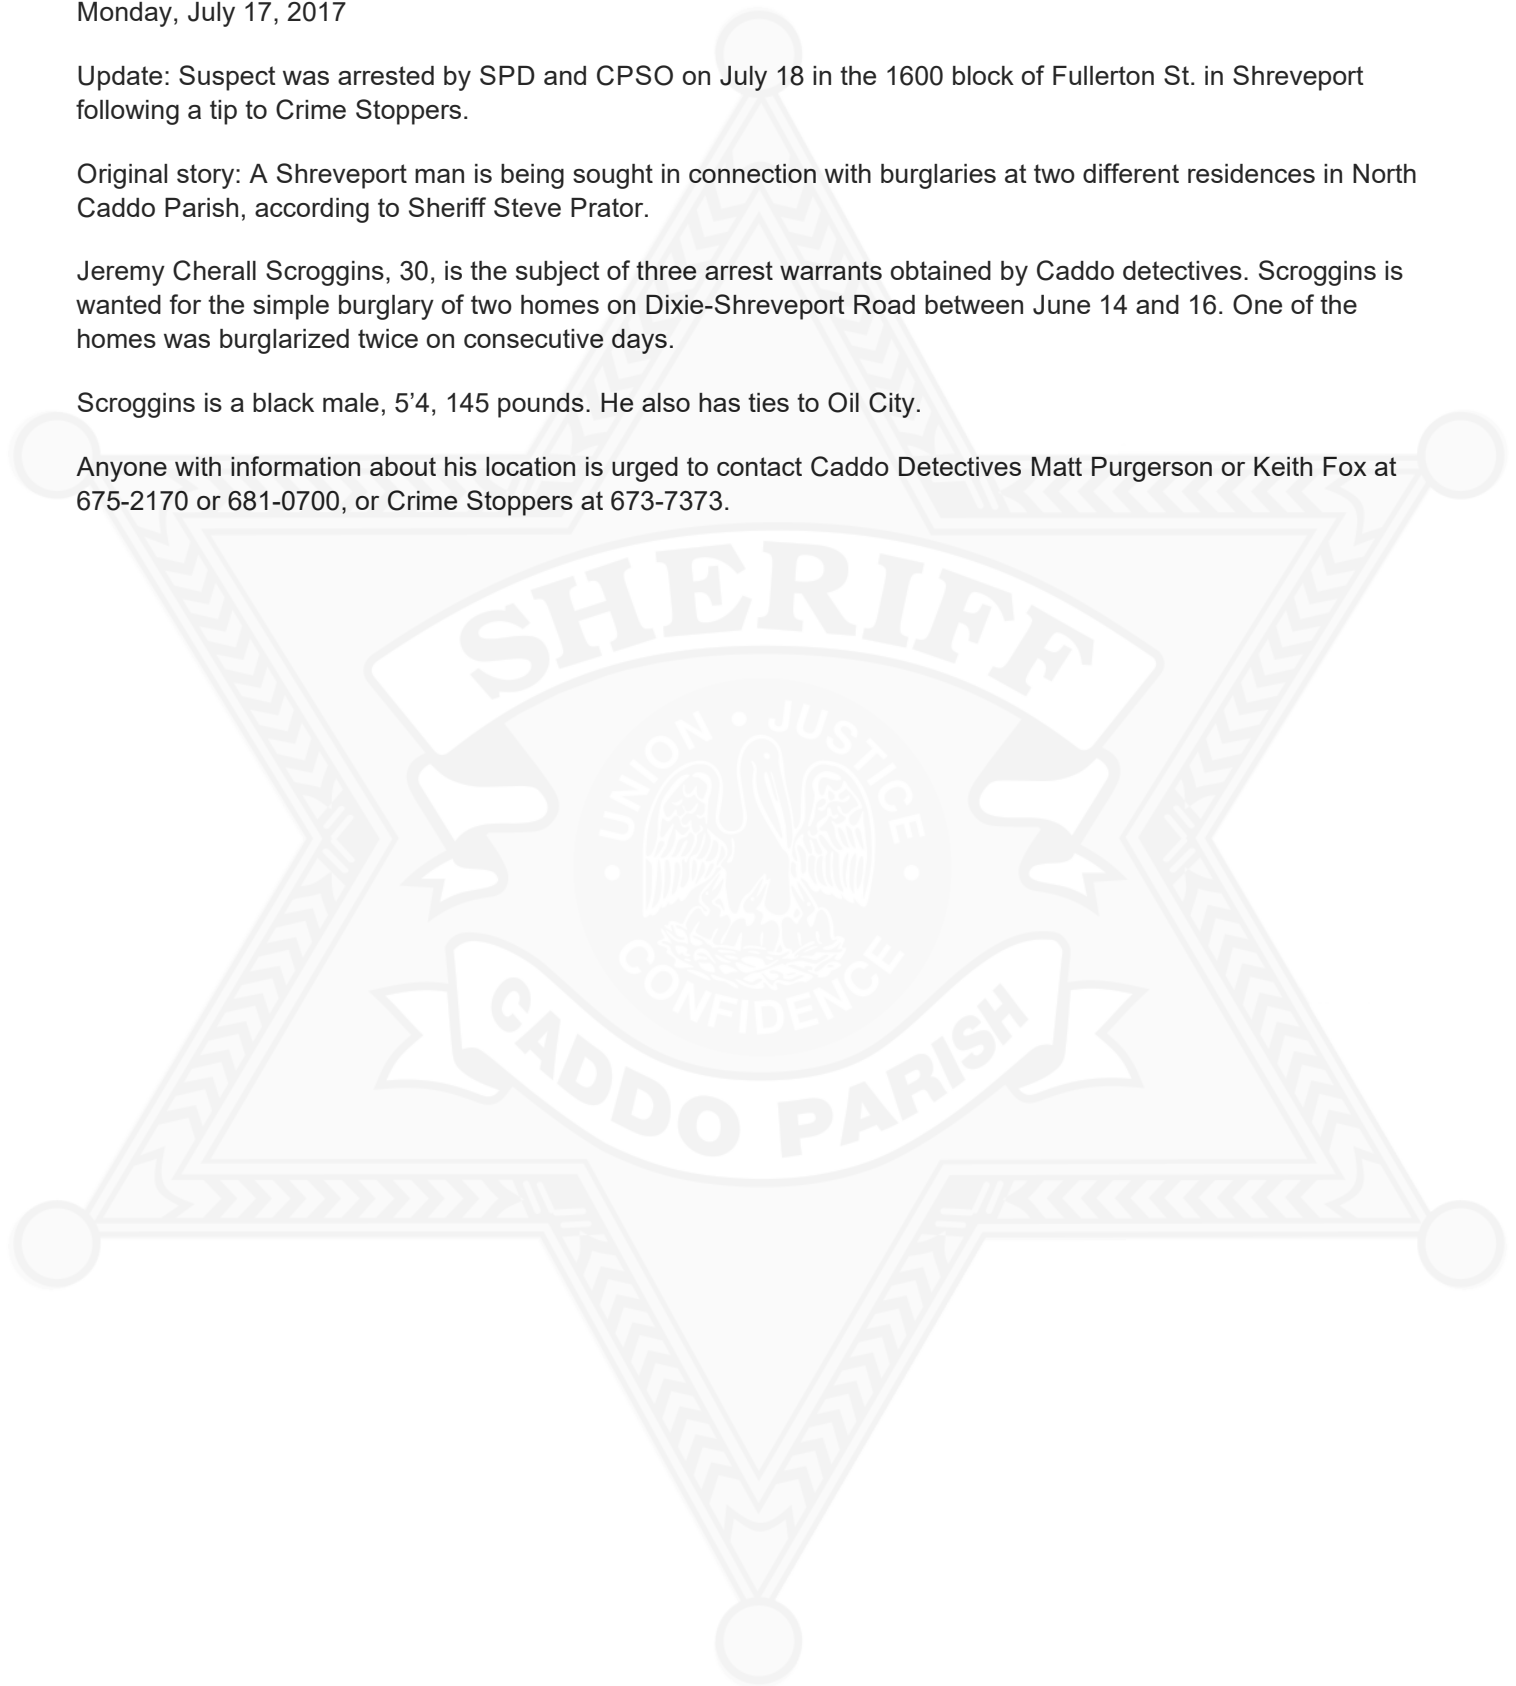 Monday, July 17, 2017
Update: Suspect was arrested by SPD and CPSO on July 18 in the 1600 block of Fullerton St. in Shreveport
following a tip to Crime Stoppers.
Original story: A Shreveport man is being sought in connection with burglaries at two different residences in North
Caddo Parish, according to Sheriff Steve Prator.
Jeremy Cherall Scroggins, 30, is the subject of three arrest warrants obtained by Caddo detectives. Scroggins is
wanted for the simple burglary of two homes on Dixie-Shreveport Road between June 14 and 16. One of the
homes was burglarized twice on consecutive days.
Scroggins is a black male, 5’4, 145 pounds. He also has ties to Oil City.
Anyone with information about his location is urged to contact Caddo Detectives Matt Purgerson or Keith Fox at
675-2170 or 681-0700, or Crime Stoppers at 673-7373.
SHERIFF
UNION • JUSTICE
• CONFIDENCE •
CADDO PARISH